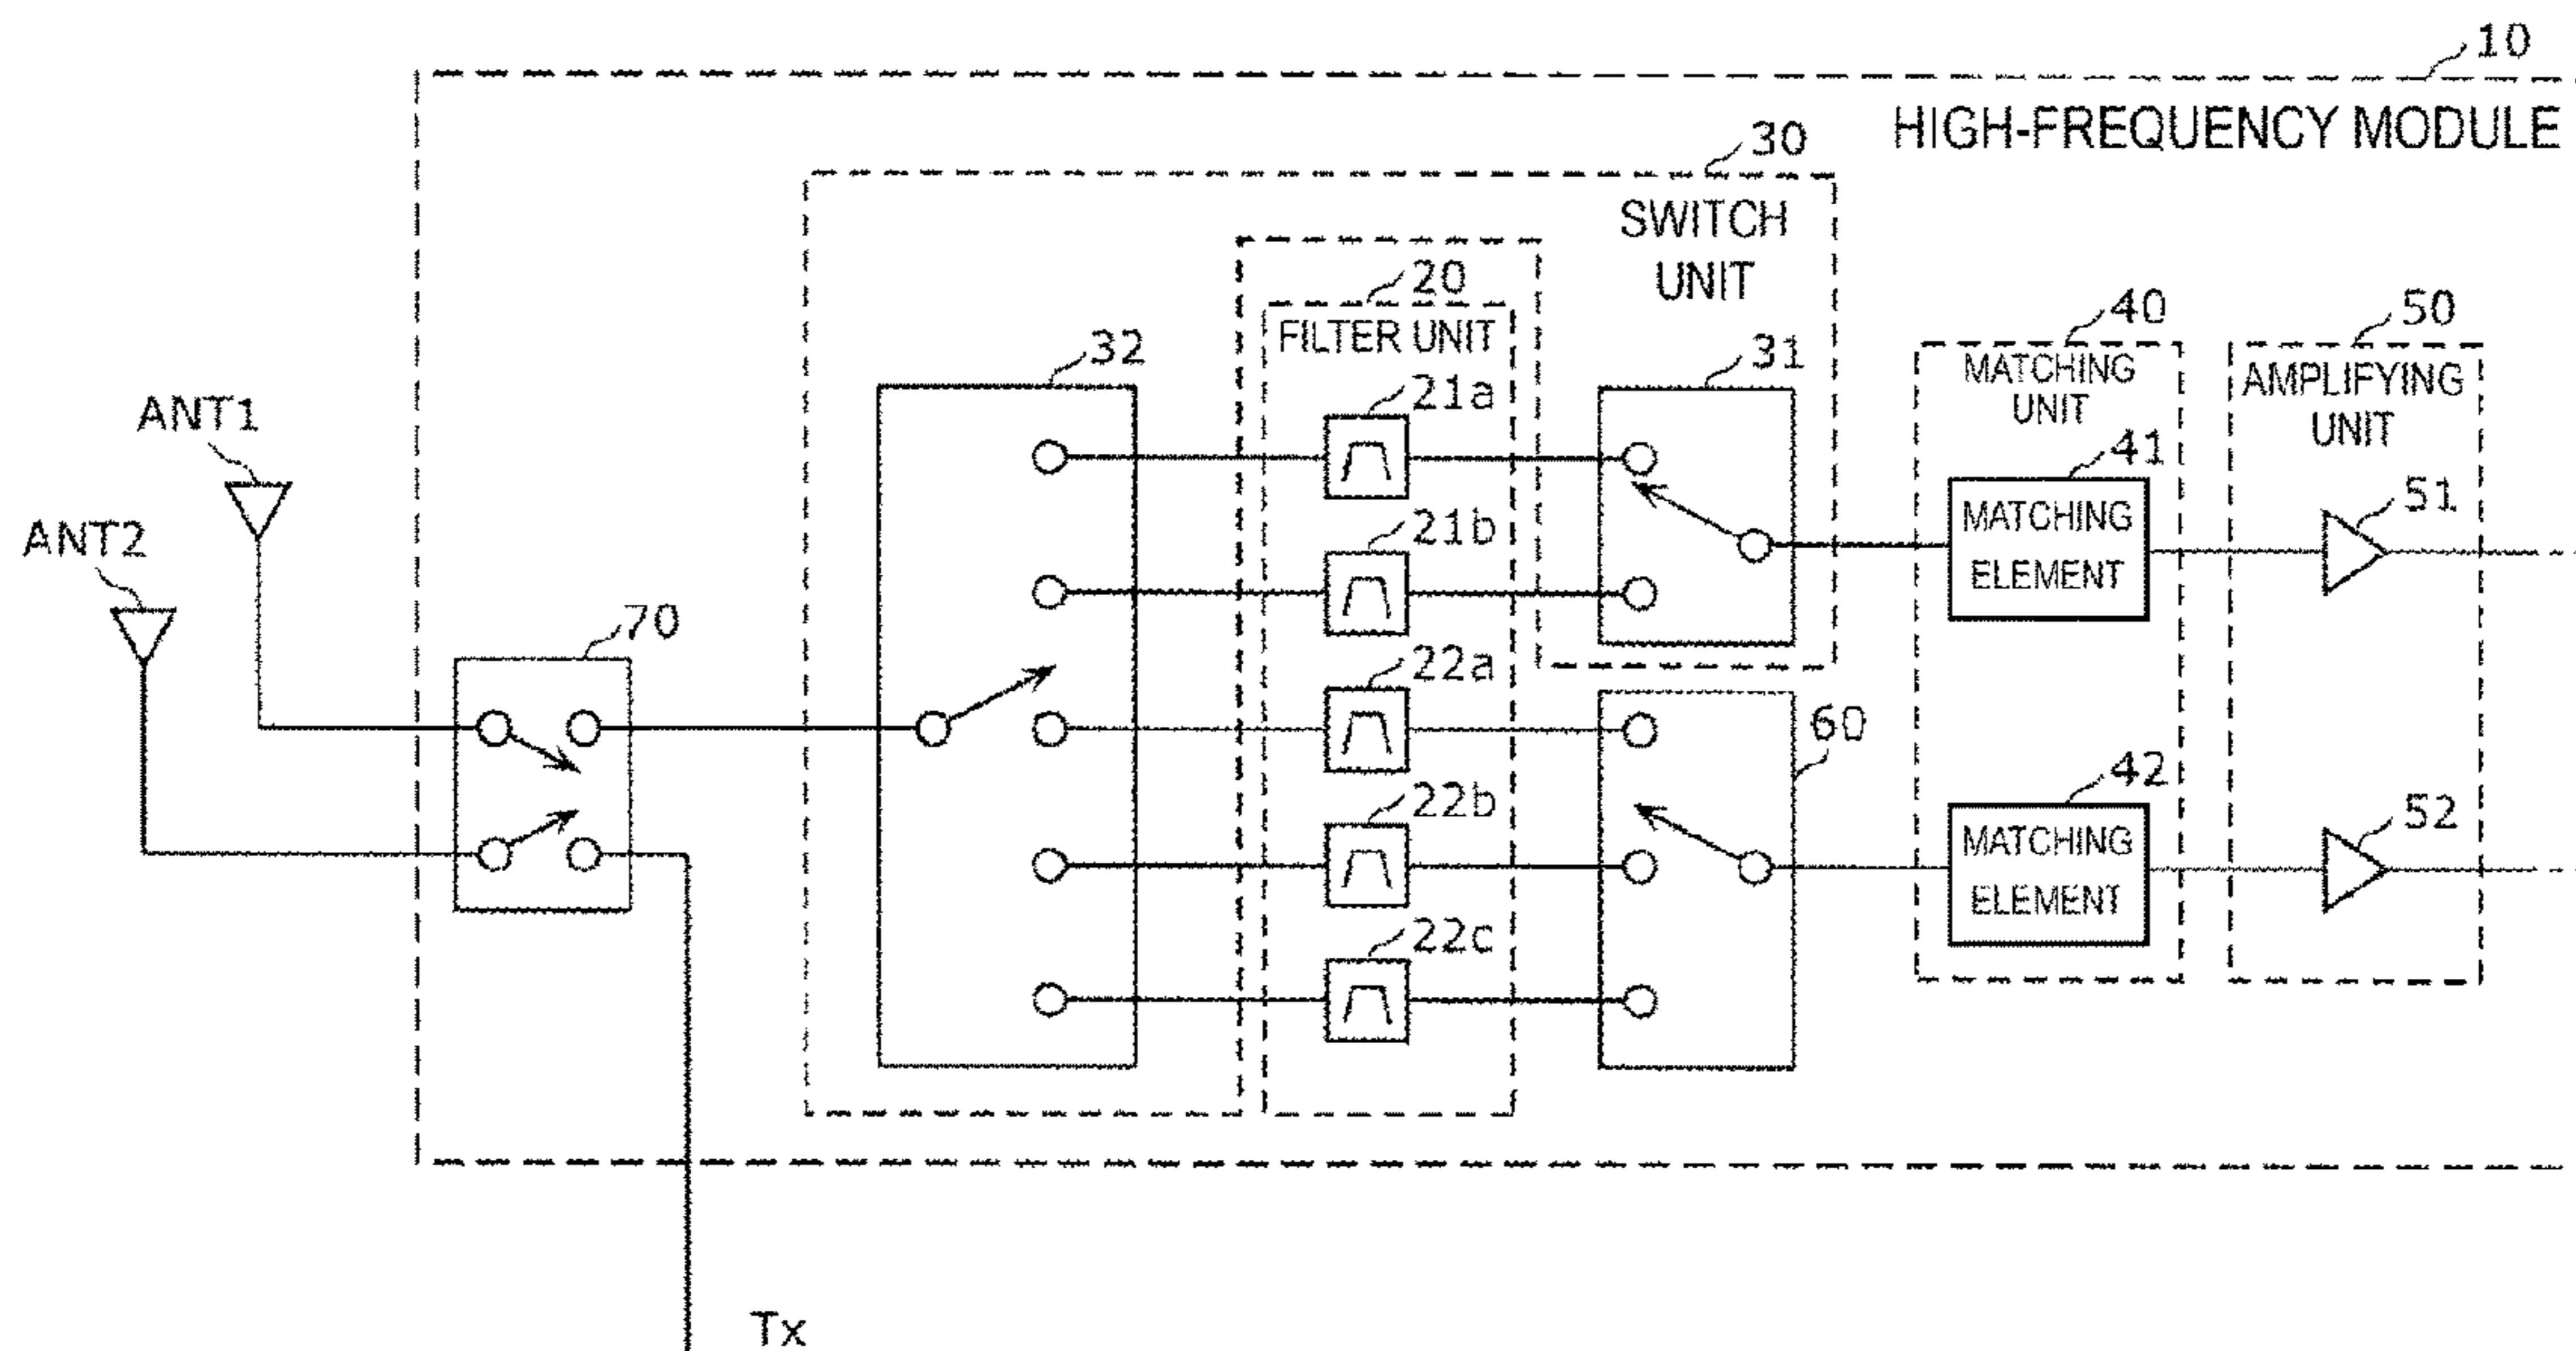 10
HIGH-FREQUENCY MODULE
30
SWITCH
UNIT
20
FILTER UNIT
32
31
40
MATCHING
UNIT
50
AMPLIFYING
UNIT
ANT1
ANT2
21a
21b
22a
22b
22c
41
MATCHING
ELEMENT
51
70
60
42
MATCHING
ELEMENT
52
Tx